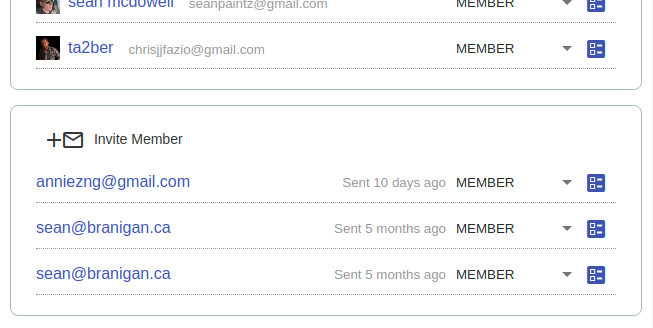 sean mcdowell seanpaintz@gmail.com MEMBER
ta2ber chrisjjfazio@gmail.com MEMBER
Invite Member
anniezng@gmail.com Sent 10 days ago MEMBER
sean@branigan.ca Sent 5 months ago MEMBER
sean@branigan.ca Sent 5 months ago MEMBER